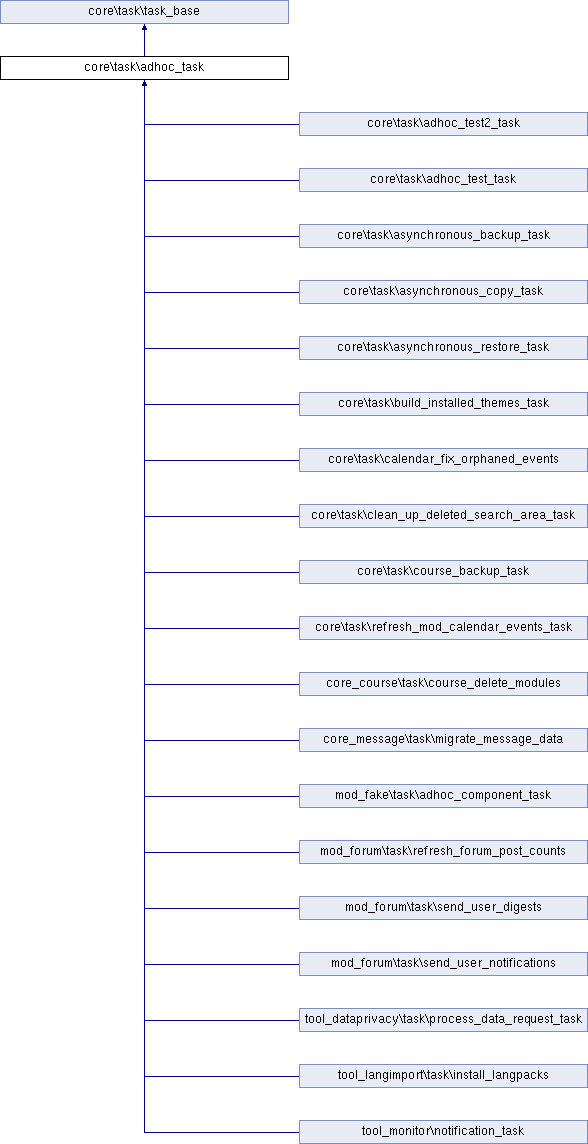 core\task\task_base
core\task\adhoc_task
core\task\adhoc_test2_task
core\task\adhoc_test_task
core\task\asynchronous_backup_task
core\task\asynchronous_copy_task
core\task\asynchronous_restore_task
core\task\build_installed_themes_task
core\task\calendar_fix_orphaned_events
core\task\clean_up_deleted_search_area_task
core\task\course_backup_task
core\task\refresh_mod_calendar_events_task
core_course\task\course_delete_modules
core_message\task\migrate_message_data
mod_fake\task\adhoc_component_task
mod_forum\task\refresh_forum_post_counts
mod_forum\task\send_user_digests
mod_forum\task\send_user_notifications
tool_dataprivacy\task\process_data_request_task
tool_langimport\task\install_langpacks
tool_monitor\notification_task